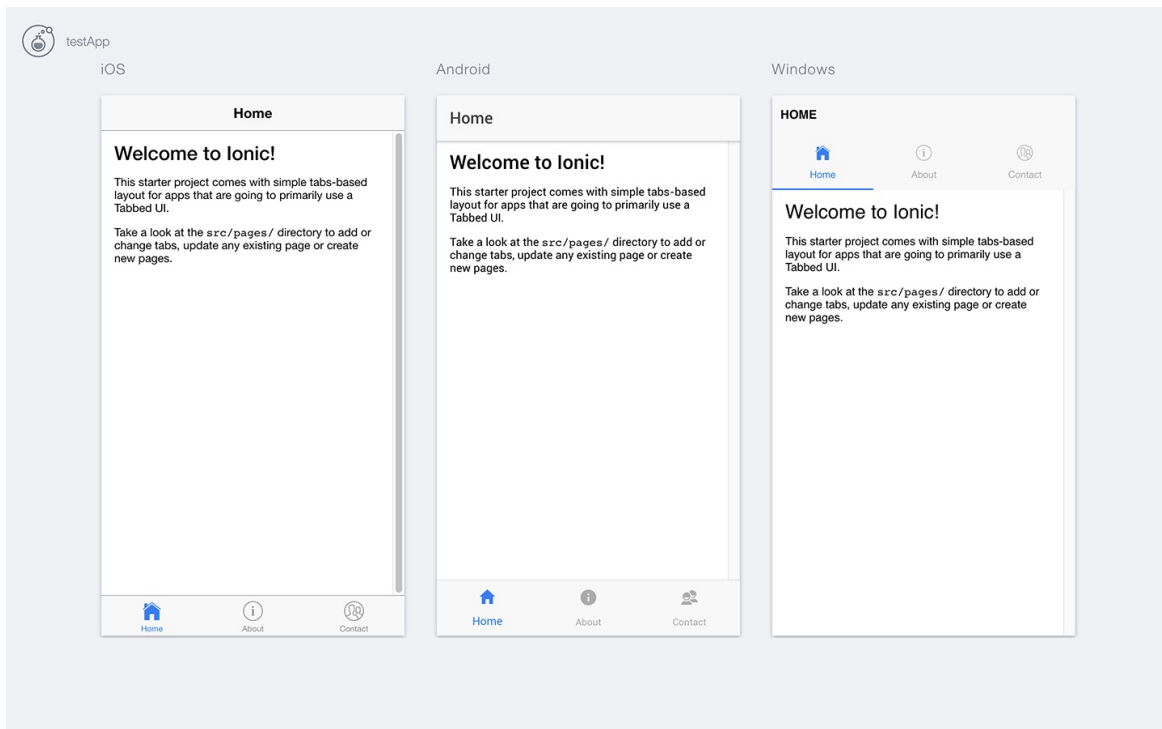 testApp
iOS
Home
Welcome to Ionic!
This starter project comes with simple tabs-based
layout for apps that are going to primarily use a
Tabbed UI.
Take a look at the src/pages/ directory to add or
change tabs, update any existing page or create
new pages.
Home About Contact
Android
Home
Welcome to Ionic!
This starter project comes with simple tabs-based
layout for apps that are going to primarily use a
Tabbed UI.
Take a look at the src/pages/ directory to add or
change tabs, update any existing page or create
new pages.
Home About Contact
Windows
HOME
Home About Contact
Welcome to Ionic!
This starter project comes with simple tabs-based
layout for apps that are going to primarily use a
Tabbed UI.
Take a look at the src/pages/ directory to add or
change tabs, update any existing page or create
new pages.